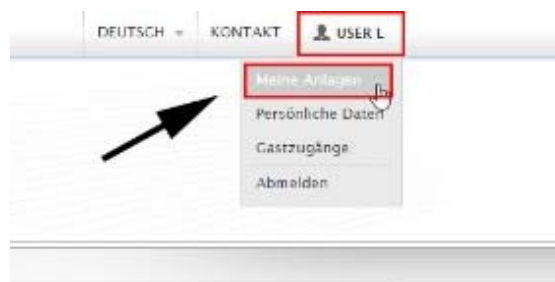 DEUTSCH KONTAKT USER L
Meine Anlagen
Persönliche Daten
Gastzugänge
Abmelden